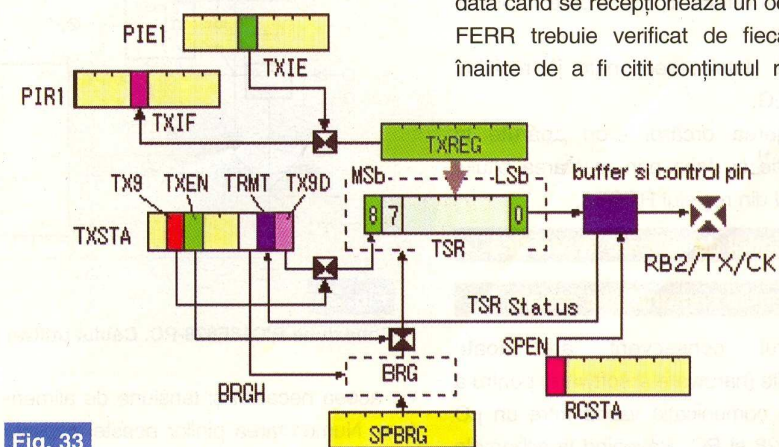 data când se recepționează un oc
FERR trebuie verificat de fieca
înainte de a fi citit conținutul r
PIE1
TXIE
PIR1
TXIF
TXREG
TX9 TXEN TRMT TX9D
MSb
LSb
buffer si control pin
8 7 0
TXSTA
TSR
RB2/TX/CK
TSR Status
SPEN
BRG
BRGH
RCSTA
SPBRG
Fig. 33